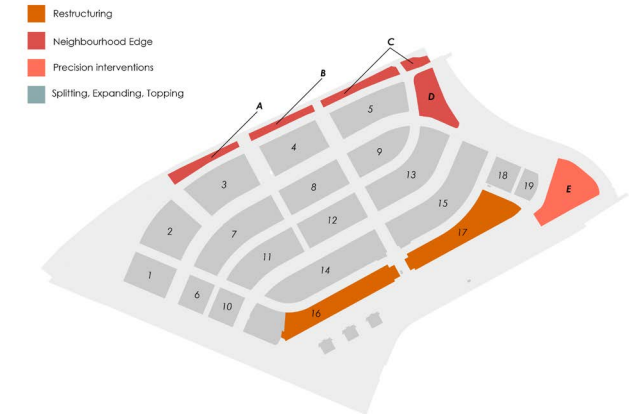 Restructuring
Neighbourhood Edge
Precision interventions
Splitting, Expanding, Topping
C
B
A
D
5
4
9
3
8
13
18
19
E
2
7
12
15
17
11
14
1
6
10
16